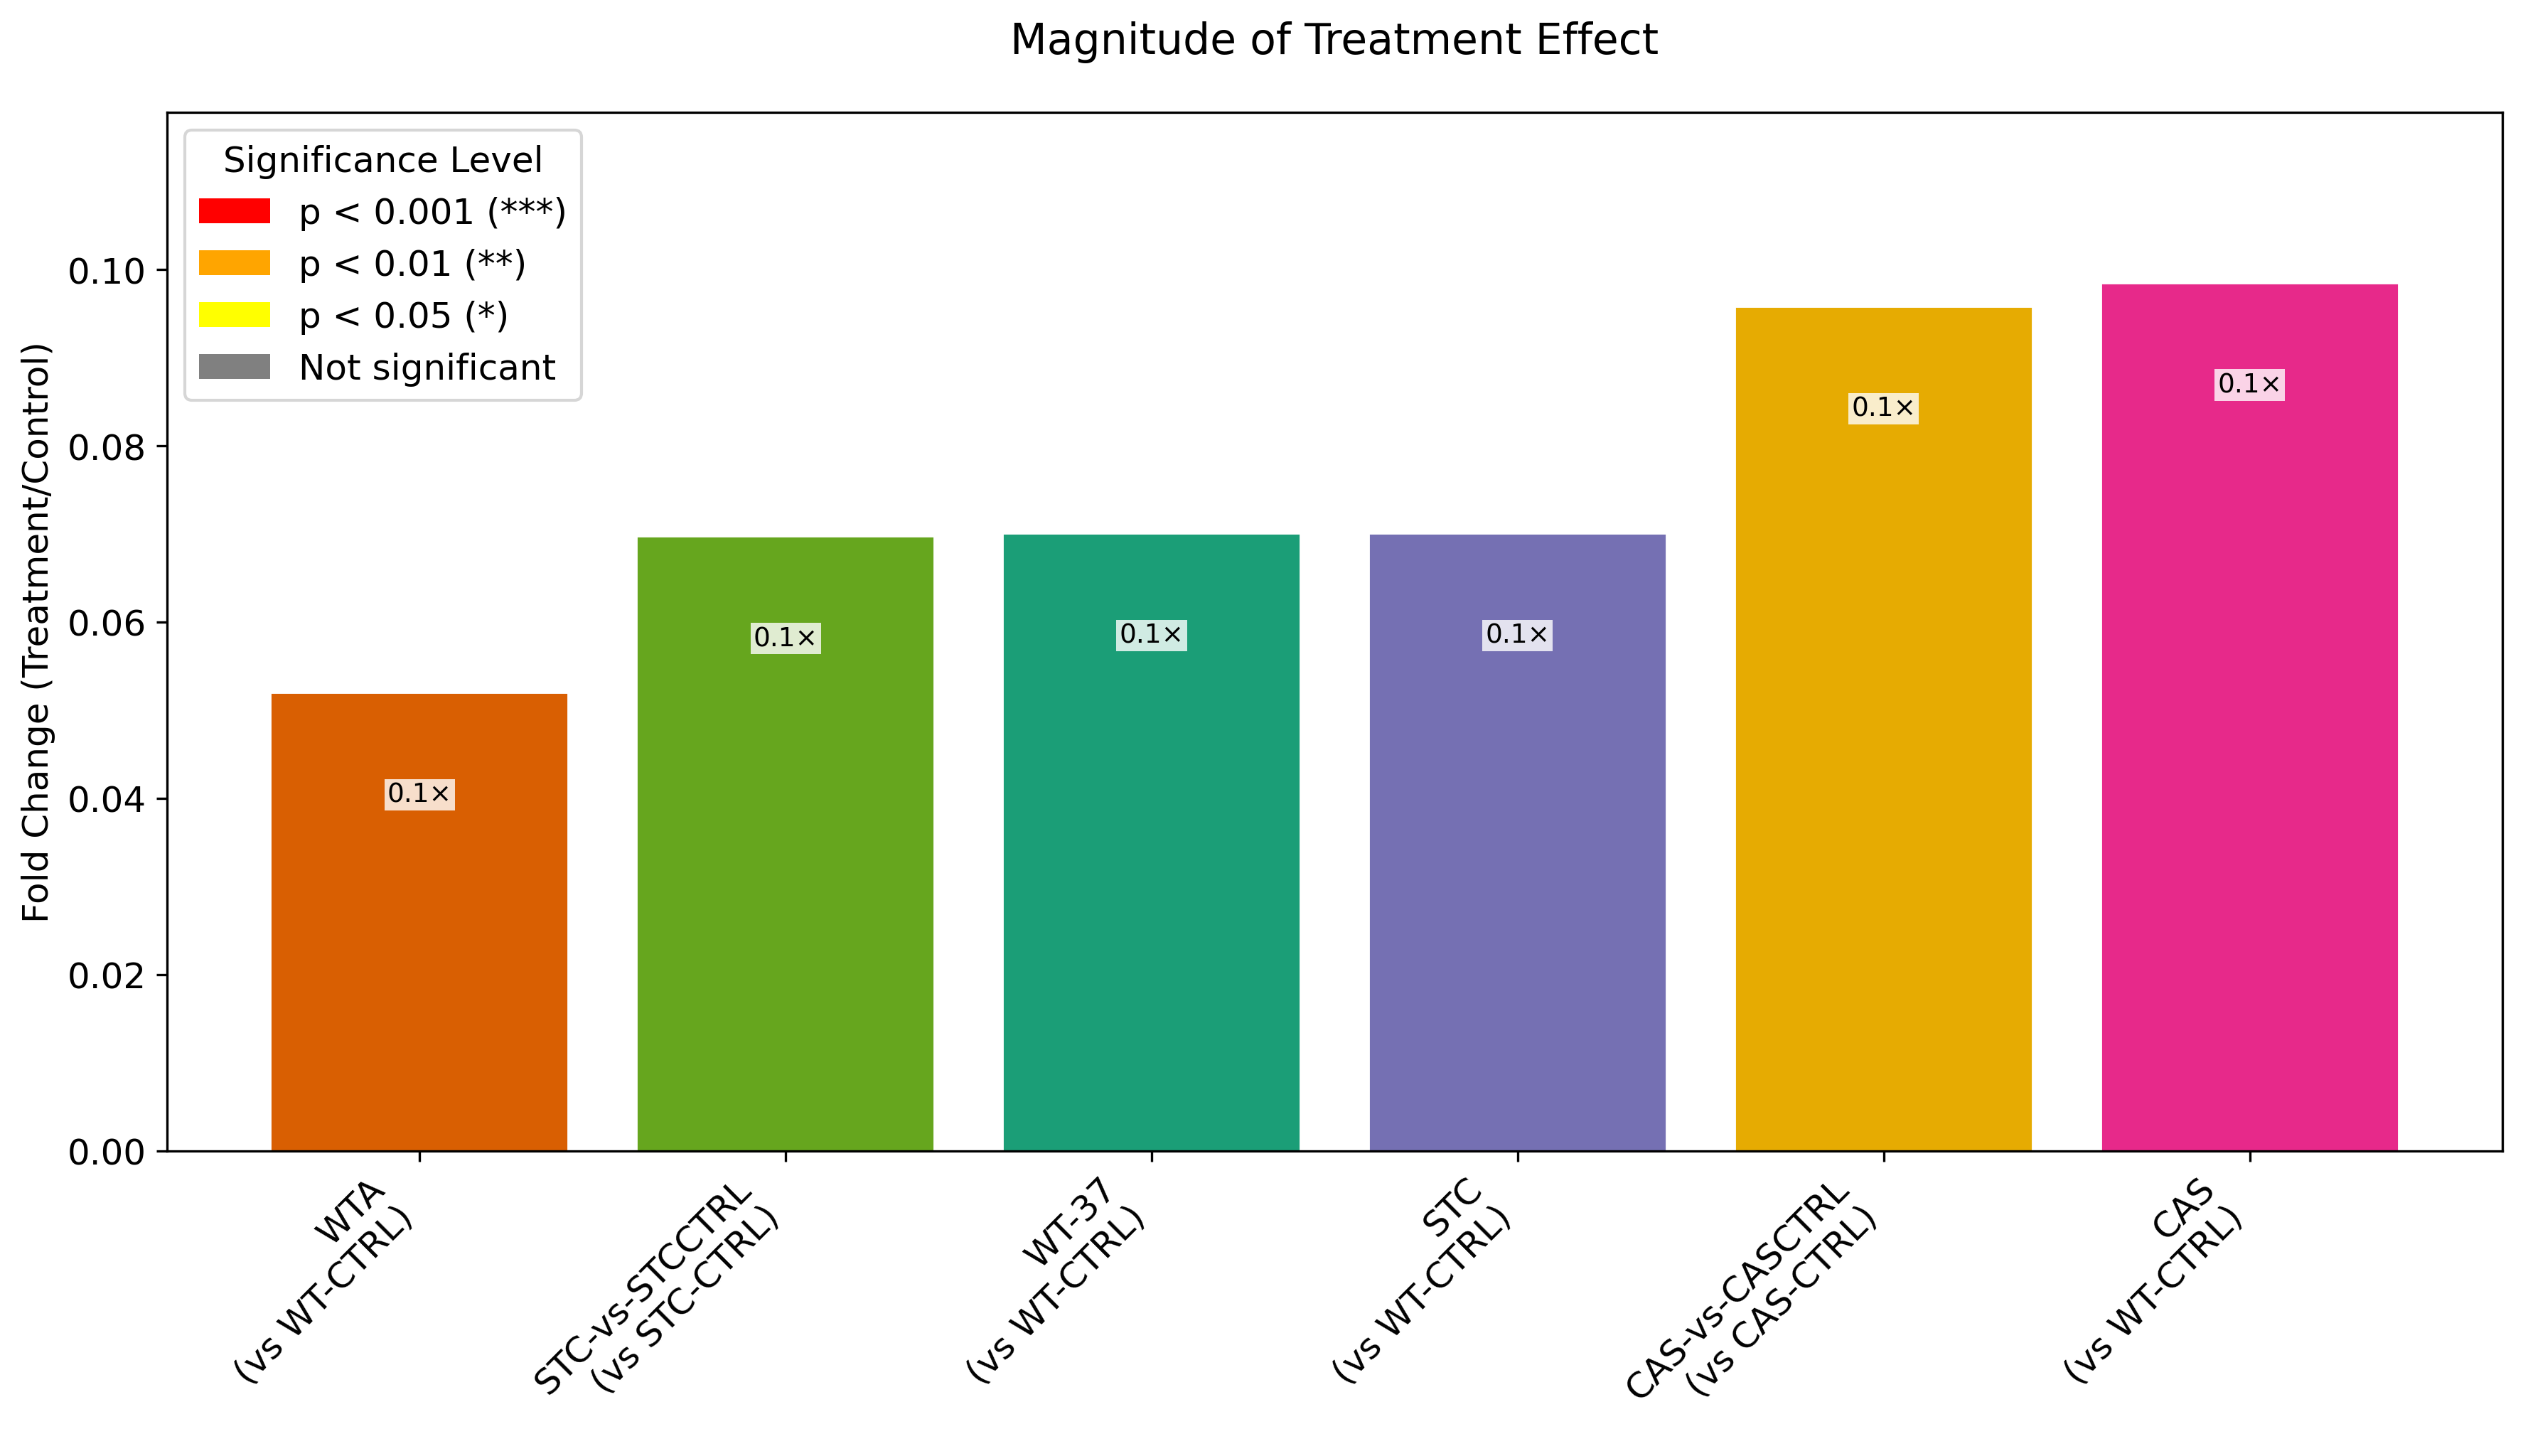 Magnitude of Treatment Effect
Significance Level
p < 0.001 (***)
p < 0.01 (**)
p < 0.05 (*)
Not significant
Fold Change (Treatment/Control)
0.10
0.08
0.06
0.04
0.02
0.00
0.1×
0.1×
0.1×
0.1×
0.1×
0.1×
WTA
(vs WT-CTRL)
STC-vs-STCCTRL
(vs STC-CTRL)
WT-37
(vs WT-CTRL)
STC
(vs WT-CTRL)
CAS-vs-CASCTRL
(vs CAS-CTRL)
CAS
(vs WT-CTRL)